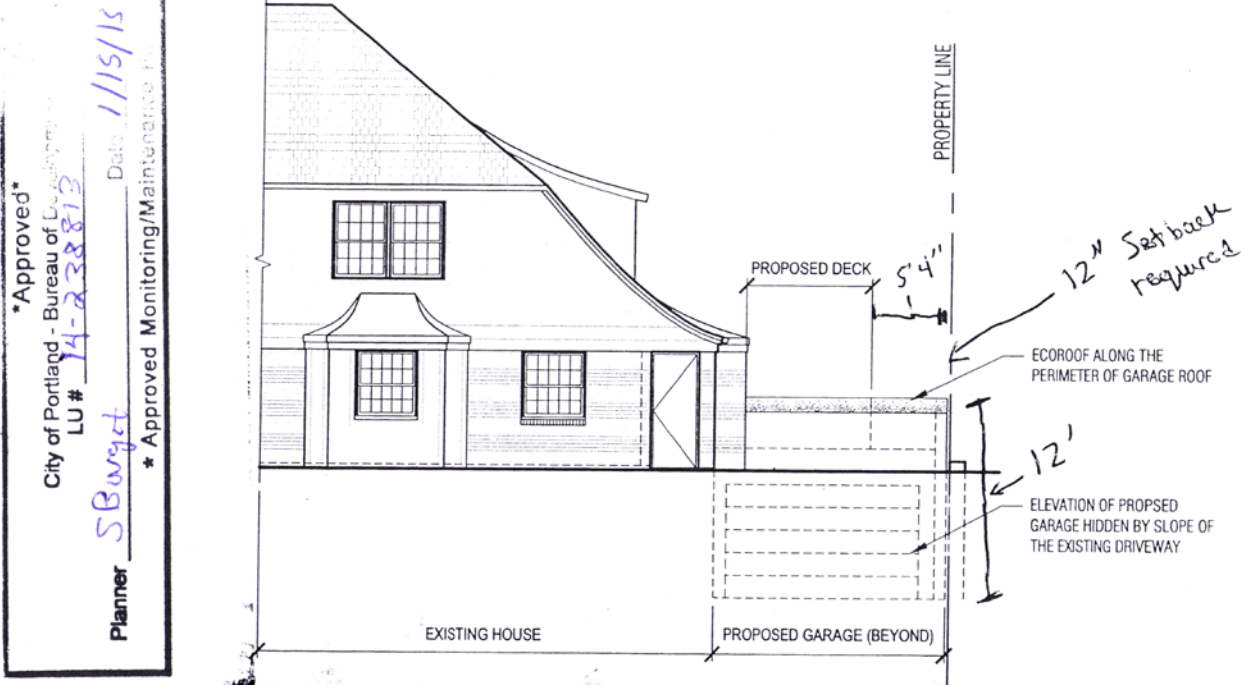 *Approved*
City of Portland - Bureau of
LU # 14-238813
Planner SBurget Date 1/15/15
* Approved Monitoring/Maintenance
PROPERTY LINE
12" Setback
required
PROPOSED DECK
5'4"
ECOROOF ALONG THE
PERIMETER OF GARAGE ROOF
12'
ELEVATION OF PROPSED
GARAGE HIDDEN BY SLOPE OF
THE EXISTING DRIVEWAY
EXISTING HOUSE
PROPOSED GARAGE (BEYOND)